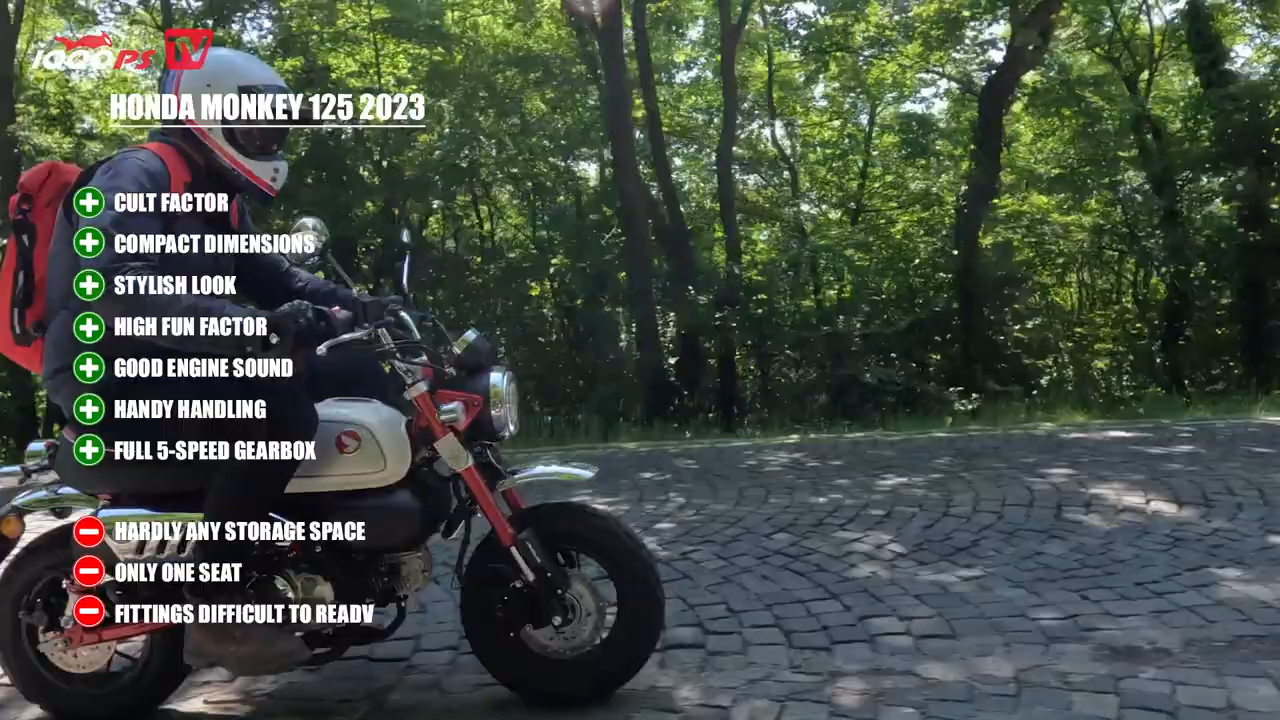 1000PS TV
HONDA MONKEY 125 2023
CULT FACTOR
COMPACT DIMENSIONS
STYLISH LOOK
HIGH FUN FACTOR
GOOD ENGINE SOUND
HANDY HANDLING
FULL 5-SPEED GEARBOX
HARDLY ANY STORAGE SPACE
ONLY ONE SEAT
FITTINGS DIFFICULT TO READV